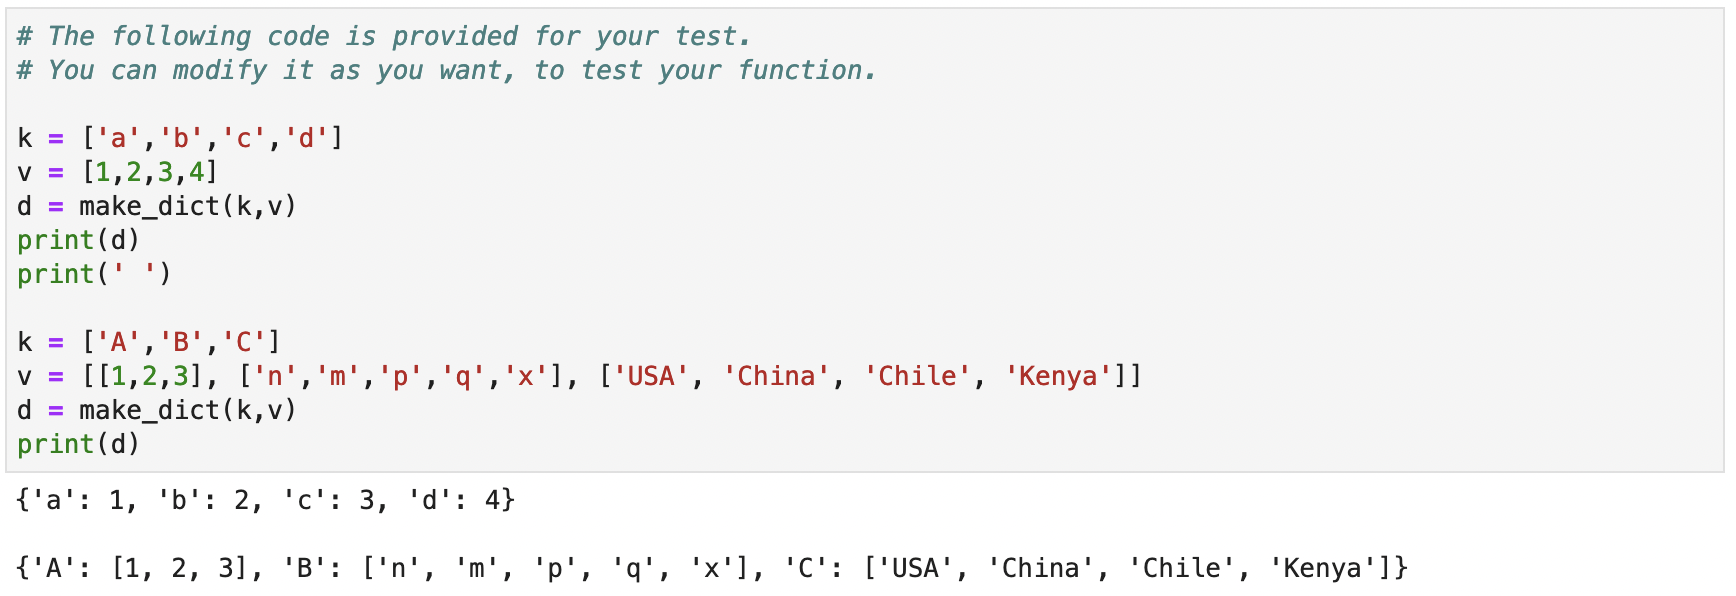 # The following code is provided for your test.
# You can modify it as you want, to test your function.
k = ['a','b','c','d']
v = [1,2,3,4]
d = make_dict(k,v)
print(d)
print(' ')
k = ['A','B','C']
v = [[1,2,3], ['n','m','p','q','x'], ['USA', 'China', 'Chile', 'Kenya']]
d = make_dict(k,v)
print(d)
{'a': 1, 'b': 2, 'c': 3, 'd': 4}
{'A': [1, 2, 3], 'B': ['n', 'm', 'p', 'q', 'x'], 'C': ['USA', 'China', 'Chile', 'Kenya']}